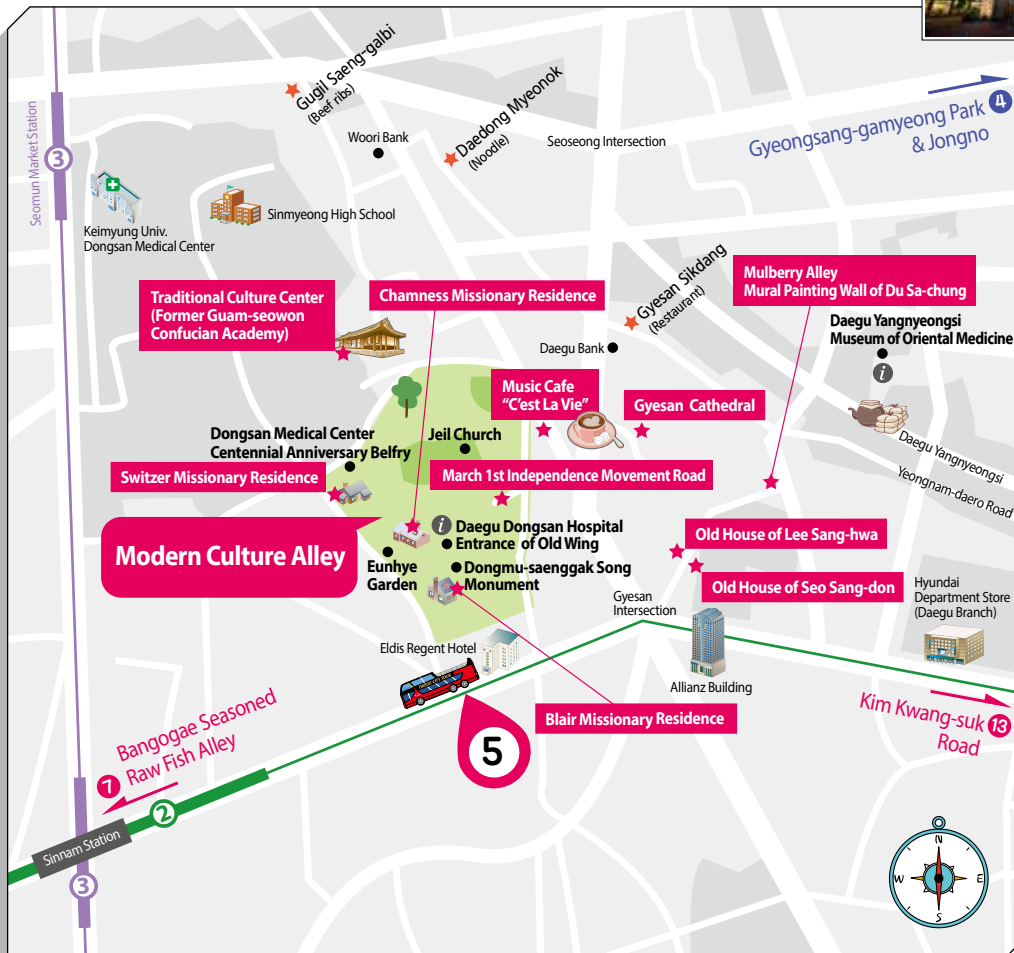 Gugil Saeng-galbi
(Beef ribs)
Daedong Myeonok
(Noodle)
Woori Bank
Seoseong Intersection
Gyeongsang-gamyeong Park 4
& Jongno
Seomun Market Station
3
Keimyung Univ.
Dongsan Medical Center
Sinmyeong High School
Traditional Culture Center
(Former Guam-seowon
Confucian Academy)
Chamness Missionary Residence
Gyesan Sikdang
(Restaurant)
Mulberry Alley
Mural Painting Wall of Du Sa-chung
Daegu Bank
Daegu Yangnyeongsi
Museum of Oriental Medicine
i
Music Cafe
"C'est La Vie"
Gyesan Cathedral
Daegu Yangnyeongsi
Yeongnam-daero Road
Dongsan Medical Center
Centennial Anniversary Belfry
Jeil Church
Switzer Missionary Residence
March 1st Independence Movement Road
Modern Culture Alley
i
Daegu Dongsan Hospital
Entrance of Old Wing
Eunhye
Garden
Dongmu-saenggak Song
Monument
Old House of Lee Sang-hwa
Old House of Seo Sang-don
Gyesan
Intersection
Hyundai
Department Store
(Daegu Branch)
Eldis Regent Hotel
Allianz Building
Blair Missionary Residence
5
Kim Kwang-suk 13
Road
Bangogae Seasoned
7 Raw Fish Alley
2
Sinnam Station
3
N
W
E
S